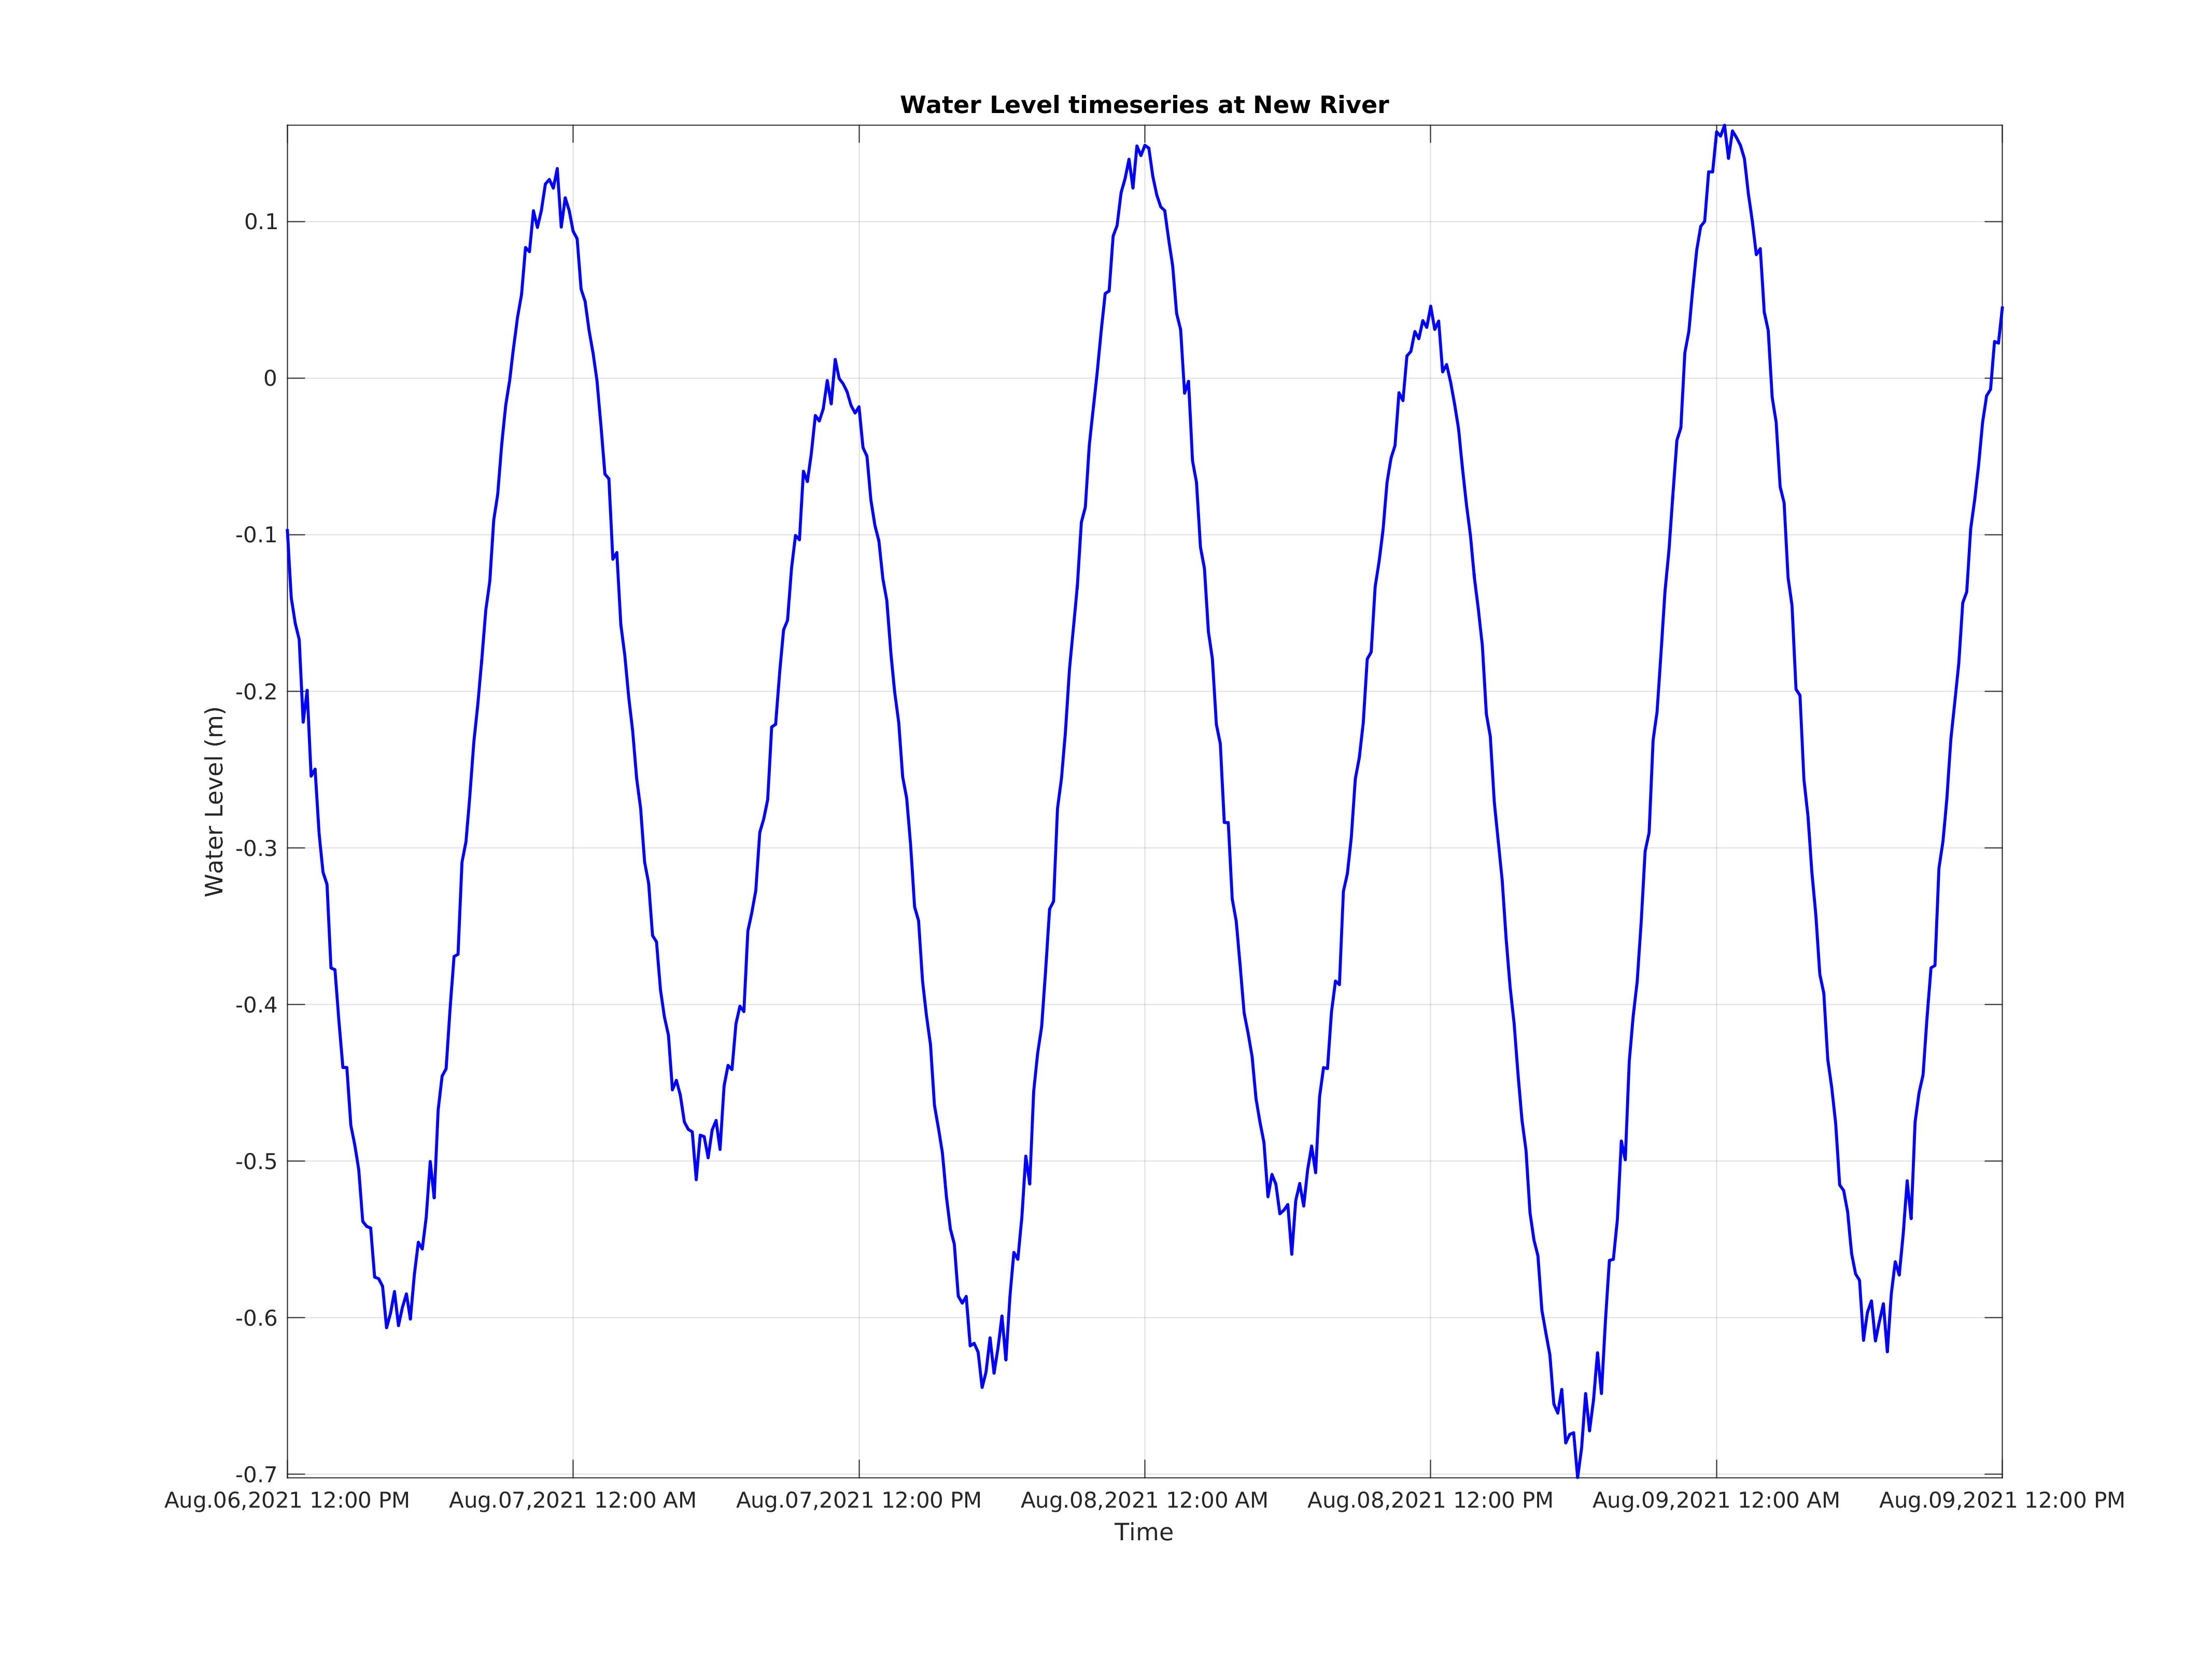 Water Level timeseries at New River
0.1
0
-0.1
-0.2
-0.3
-0.4
-0.5
-0.6
-0.7
Water Level (m)
Aug.06,2021 12:00 PM
Aug.07,2021 12:00 AM
Aug.07,2021 12:00 PM
Aug.08,2021 12:00 AM
Aug.08,2021 12:00 PM
Aug.09,2021 12:00 AM
Aug.09,2021 12:00 PM
Time